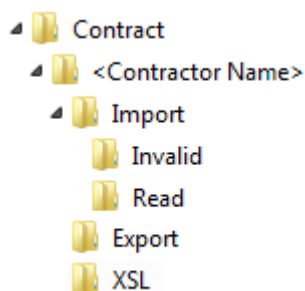 Contract
<Contractor Name>
Import
Invalid
Read
Export
XSL